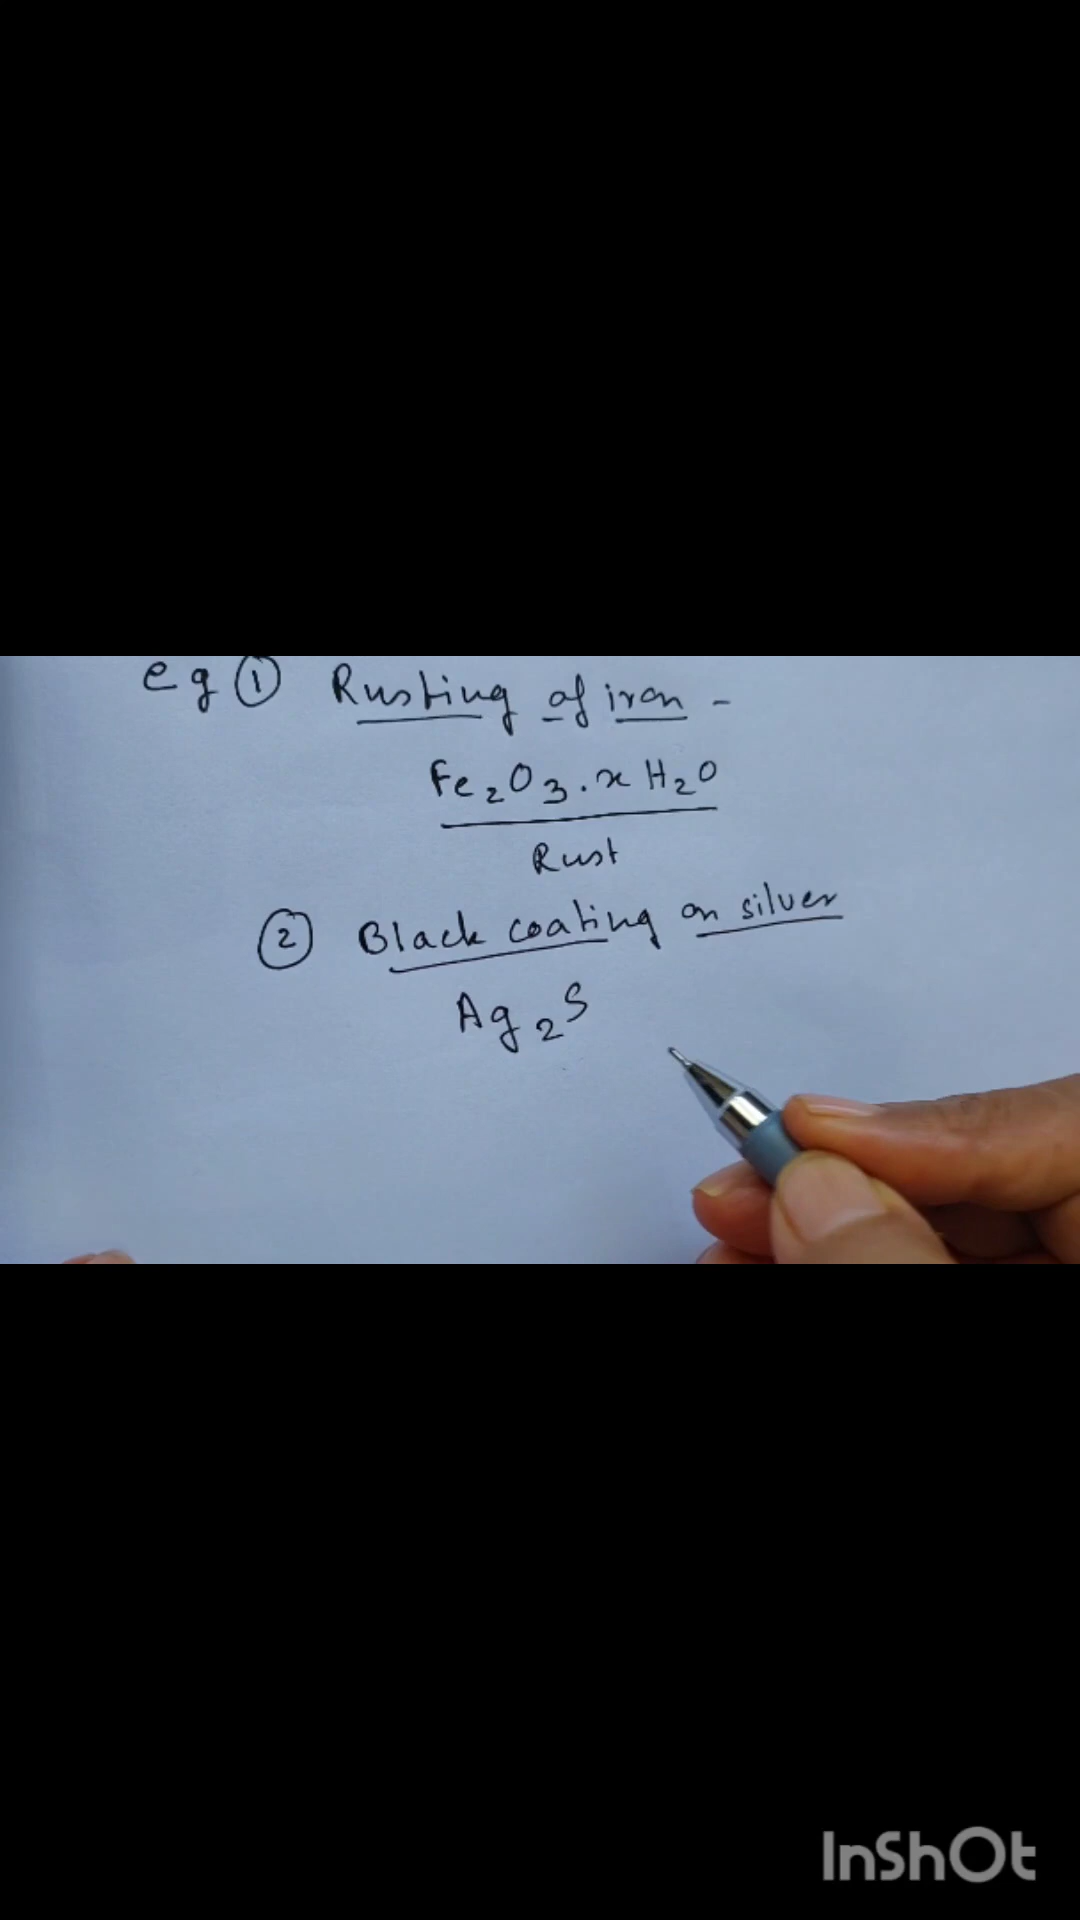 eg ① Rusting of iron -
Fe₂O₃.xH₂O
Rust
② Black coating on silver
Ag₂S
InShOt